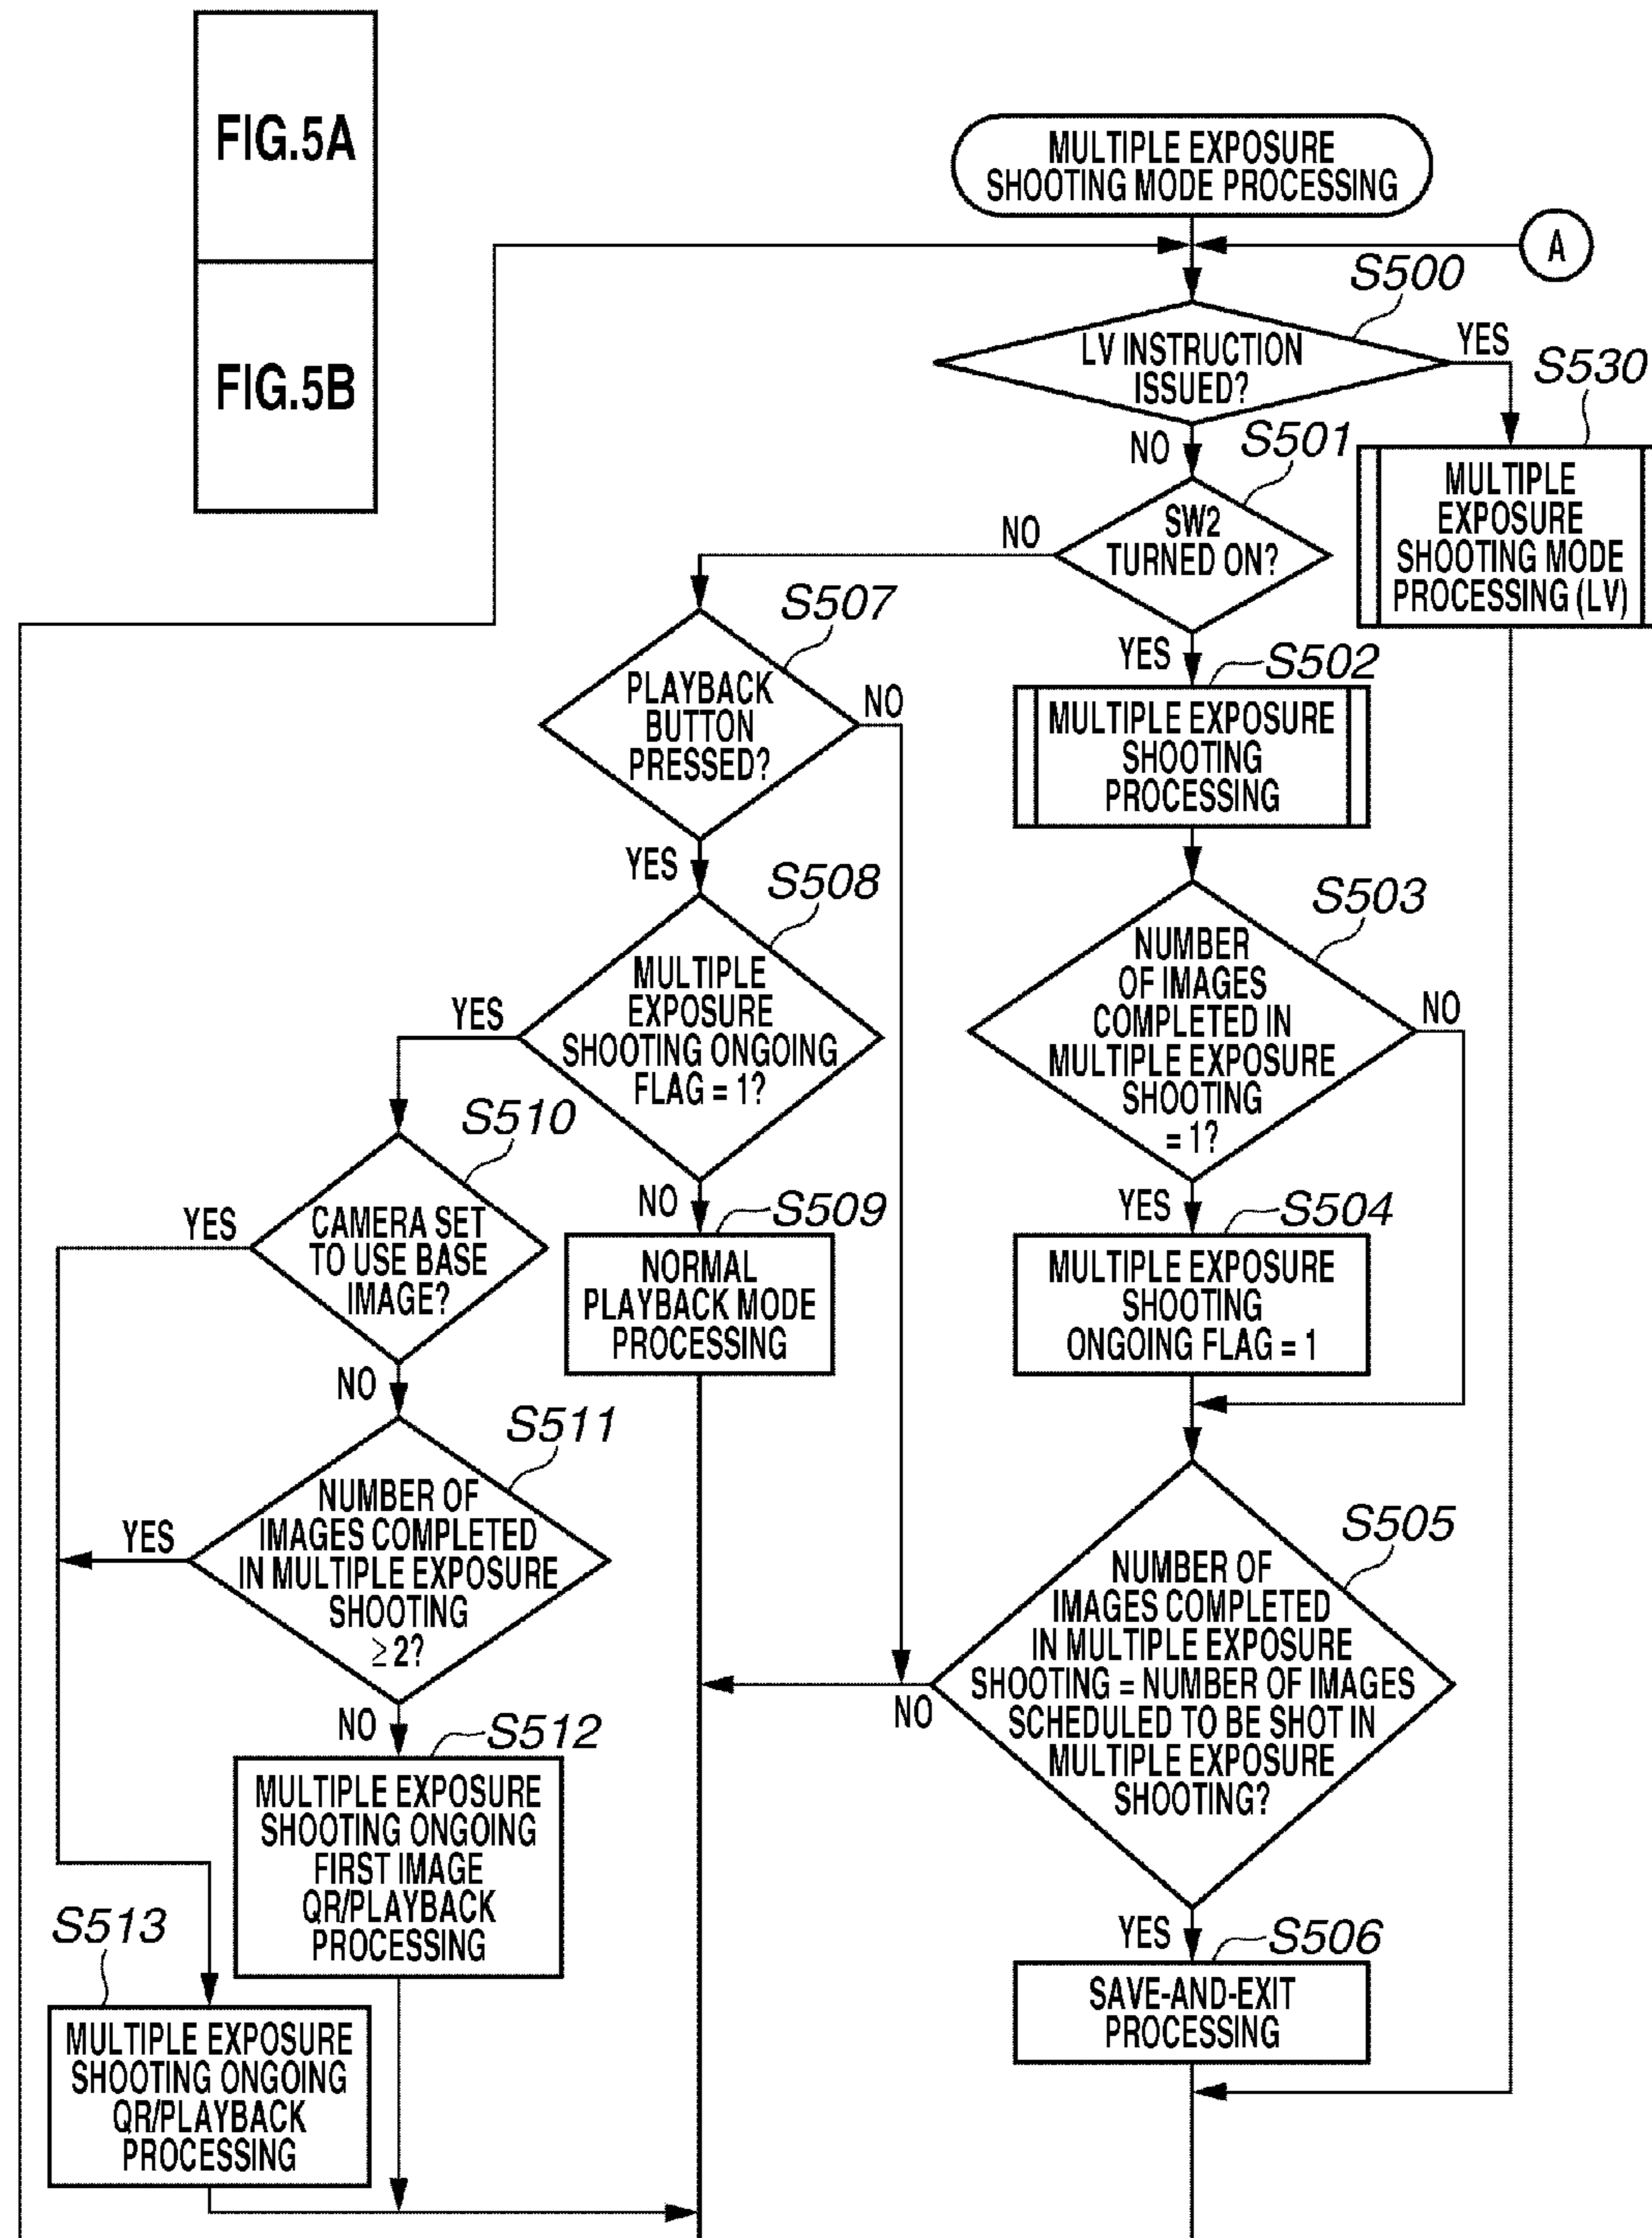 FIG.5A
FIG.5B
MULTIPLE EXPOSURE
SHOOTING MODE PROCESSING
A
S500
LV INSTRUCTION
ISSUED?
YES
S530
NO
S501
MULTIPLE
EXPOSURE
SHOOTING MODE
PROCESSING (LV)
SW2
TURNED ON?
NO
S507
YES
S502
PLAYBACK
BUTTON
PRESSED?
NO
MULTIPLE EXPOSURE
SHOOTING
PROCESSING
YES
S508
S503
MULTIPLE
EXPOSURE
SHOOTING ONGOING
FLAG = 1?
YES
NUMBER
OF IMAGES
COMPLETED IN
MULTIPLE EXPOSURE
SHOOTING
= 1?
NO
S510
NO
S509
YES
S504
CAMERA SET
TO USE BASE
IMAGE?
YES
NORMAL
PLAYBACK MODE
PROCESSING
MULTIPLE EXPOSURE
SHOOTING
ONGOING FLAG = 1
NO
S511
NUMBER OF
IMAGES COMPLETED
IN MULTIPLE EXPOSURE
SHOOTING
≥ 2?
YES
S505
NUMBER OF
IMAGES COMPLETED
IN MULTIPLE EXPOSURE
SHOOTING = NUMBER OF IMAGES
SCHEDULED TO BE SHOT IN
MULTIPLE EXPOSURE
SHOOTING?
NO
NO
S512
MULTIPLE EXPOSURE
SHOOTING ONGOING
FIRST IMAGE
QR/PLAYBACK
PROCESSING
S513
YES
S506
MULTIPLE EXPOSURE
SHOOTING ONGOING
QR/PLAYBACK
PROCESSING
SAVE-AND-EXIT
PROCESSING